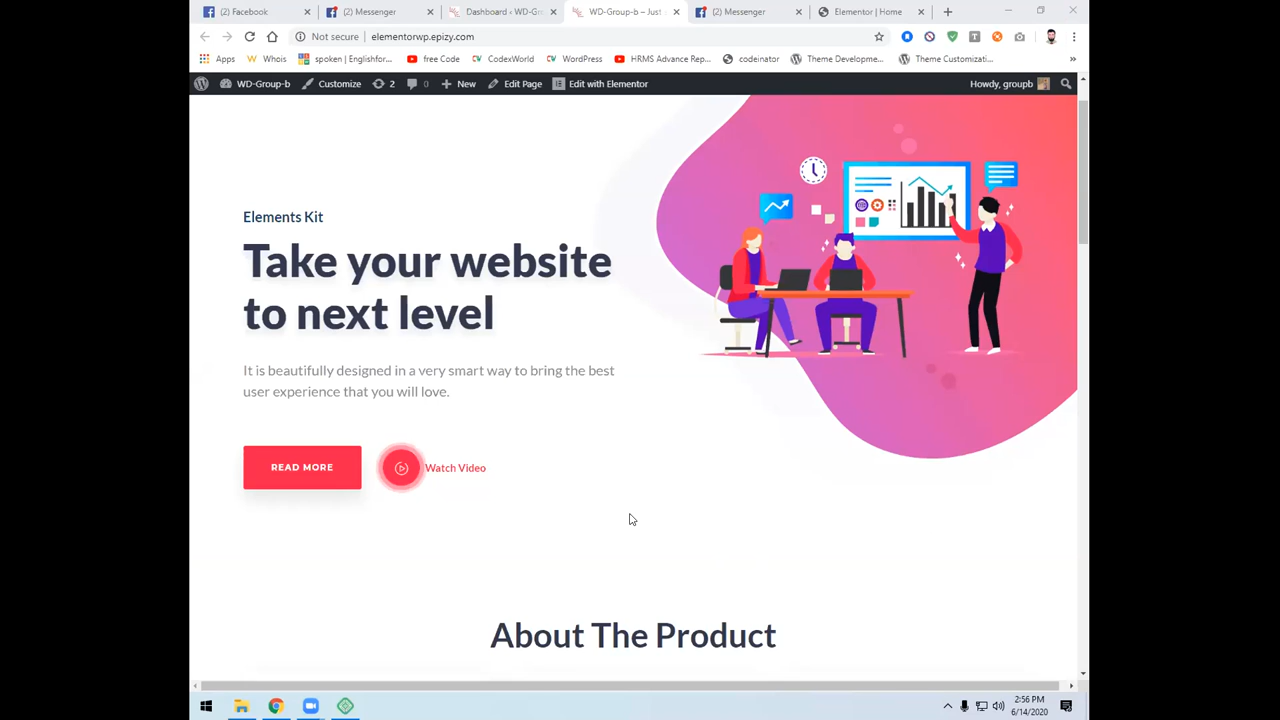 (2) Facebook
(2) Messenger
Dashboard ‹ WD-Gro
WD-Group-b – Just
(2) Messenger
Elementor | Home
Not secure | elementorwp.epizy.com
Apps
Whois
spoken | Englishfor...
free Code
CodexWorld
WordPress
HRMS Advance Rep...
codeinator
Theme Developme...
Theme Customizati...
»
WD-Group-b
Customize
2
0
New
Edit Page
Edit with Elementor
Howdy, groupb
Elements Kit
Take your website
to next level
It is beautifully designed in a very smart way to bring the best
user experience that you will love.
READ MORE
Watch Video
About The Product
2:56 PM
6/14/2020